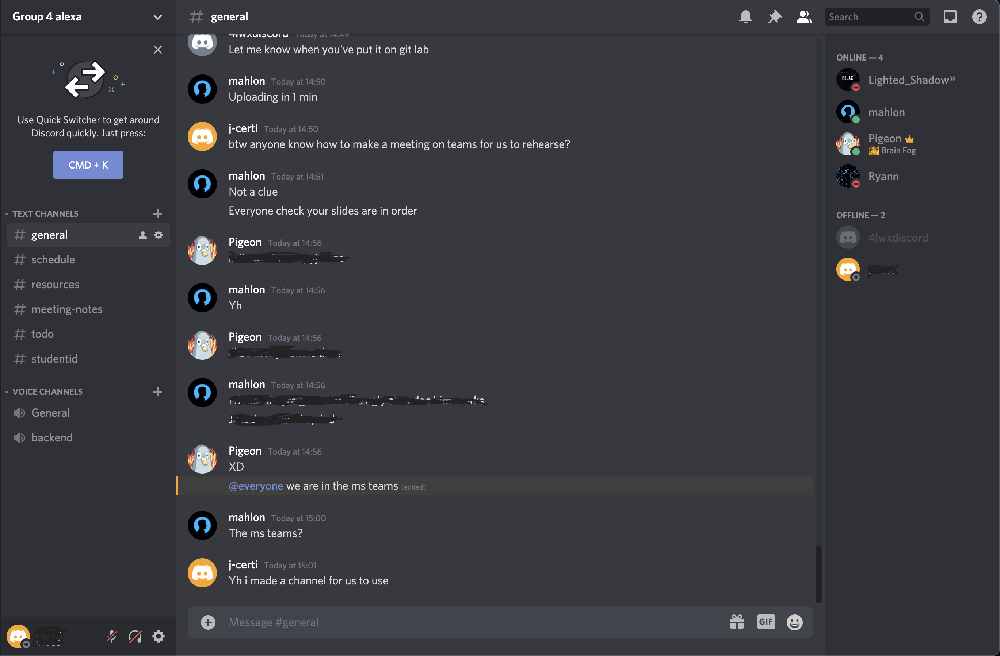 Group 4 alexa
Use Quick Switcher to get around
Discord quickly. Just press:
CMD + K
TEXT CHANNELS
general
schedule
resources
meeting-notes
todo
studentid
VOICE CHANNELS
General
backend
# general
Search
4lwxdiscord Today at 14:49
Let me know when you've put it on git lab
mahlon Today at 14:50
Uploading in 1 min
j-certi Today at 14:50
btw anyone know how to make a meeting on teams for us to rehearse?
mahlon Today at 14:51
Not a clue
Everyone check your slides are in order
Pigeon Today at 14:56
mahlon Today at 14:56
Yh
Pigeon Today at 14:56
mahlon Today at 14:56
Pigeon Today at 14:56
XD
@everyone we are in the ms teams (edited)
mahlon Today at 15:00
The ms teams?
j-certi Today at 15:01
Yh i made a channel for us to use
Message #general
GIF
ONLINE — 4
RELAX.
Lighted_Shadow®
mahlon
Pigeon
Brain Fog
Ryann
OFFLINE — 2
4lwxdiscord